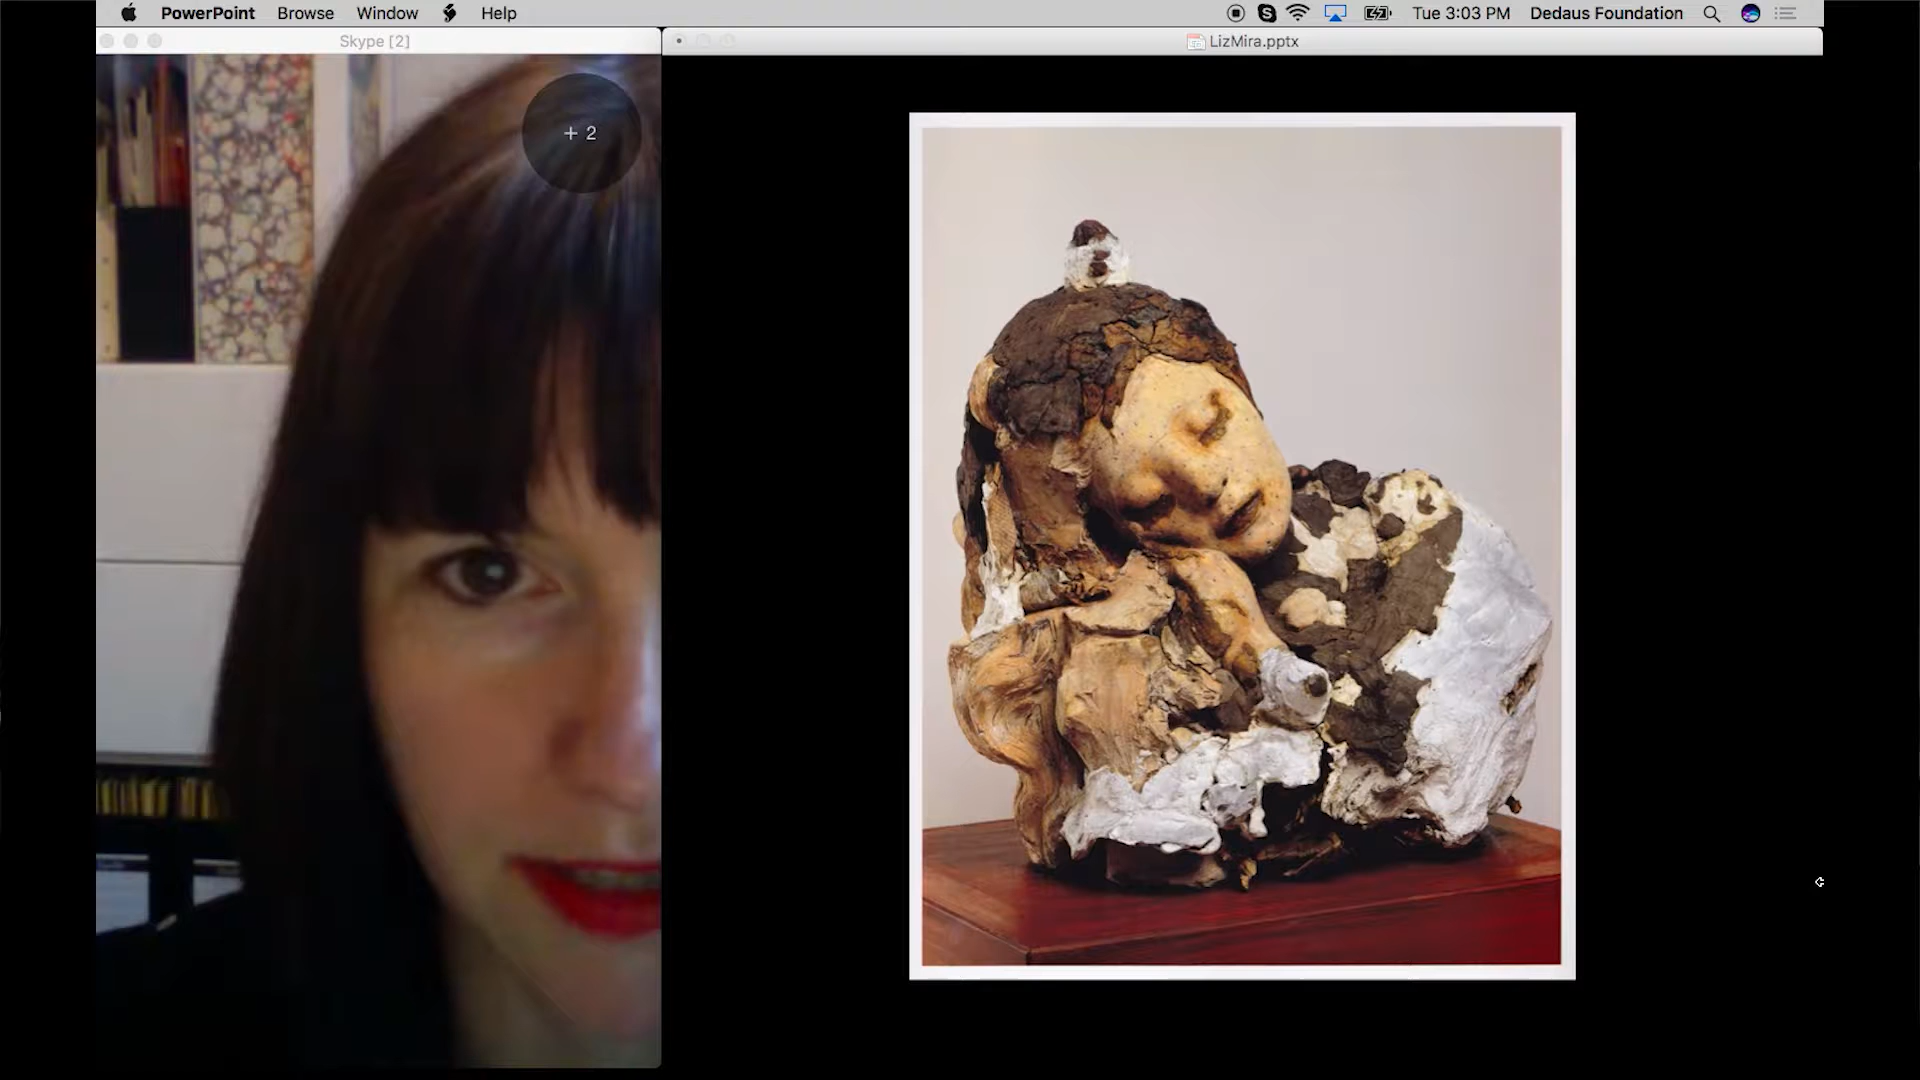 PowerPoint Browse Window Help Tue 3:03 PM Dedaus Foundation
Skype [2]
LizMira.pptx
+ 2